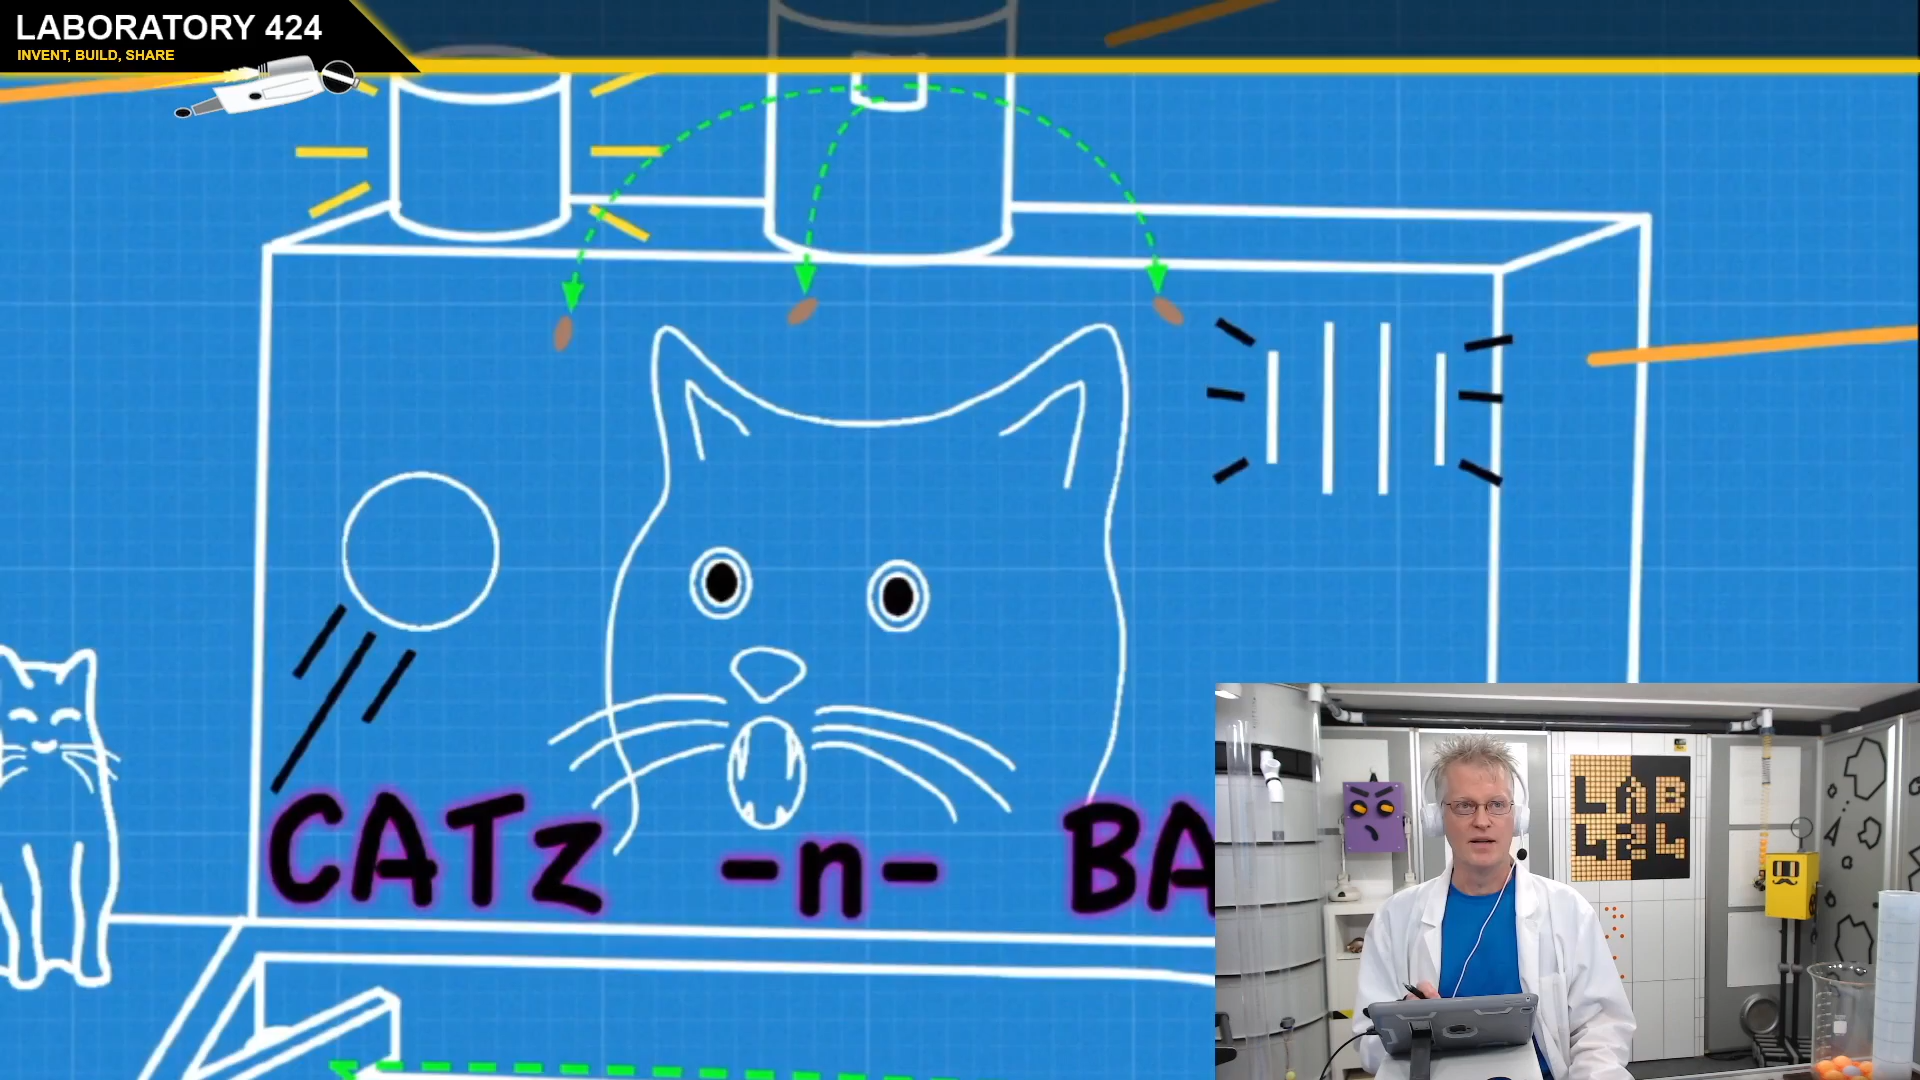 LABORATORY 424
INVENT, BUILD, SHARE
CATz -n- BA
LAB
424